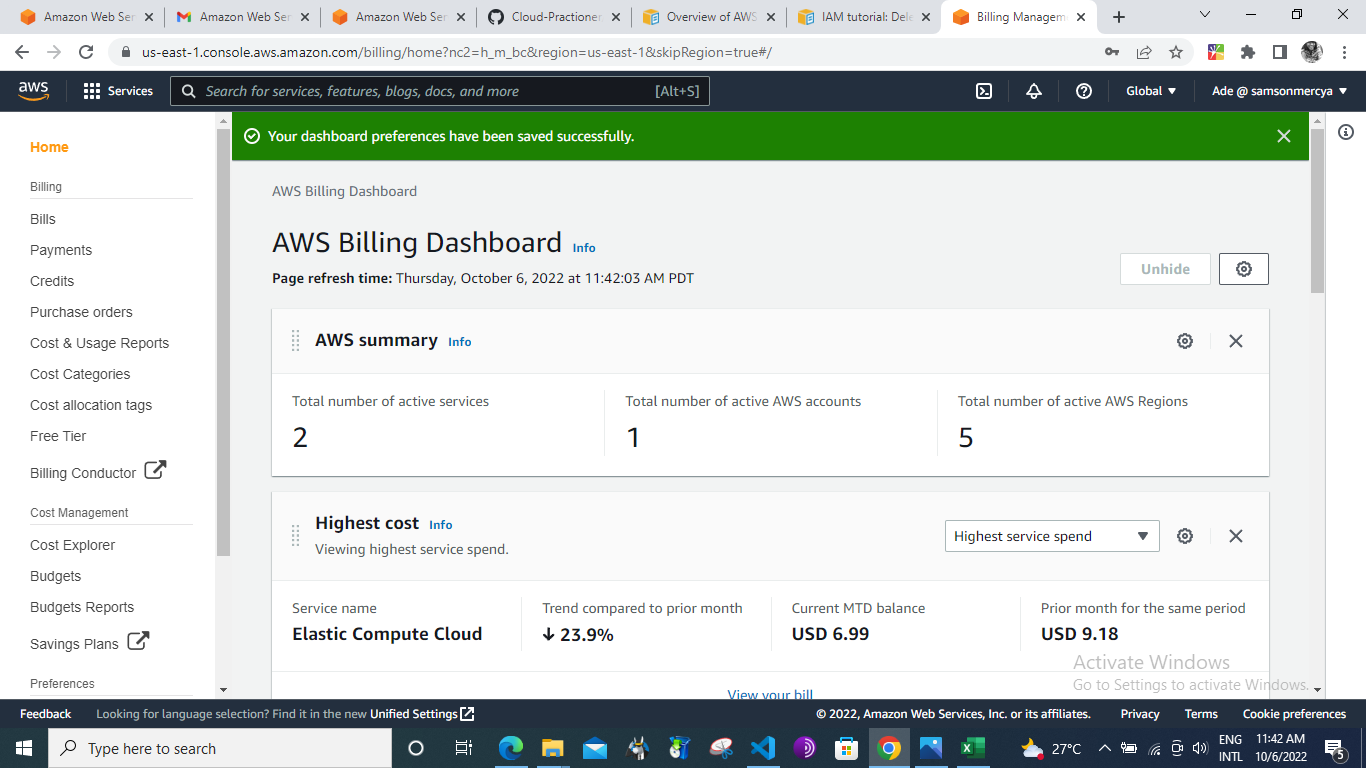 Amazon Web Ser
Amazon Web Ser
Amazon Web Ser
Cloud-Practioner
Overview of AWS
IAM tutorial: Dele
Billing Managem
us-east-1.console.aws.amazon.com/billing/home?nc2=h_m_bc&region=us-east-1&skipRegion=true#/
aws
Services
Search for services, features, blogs, docs, and more
[Alt+S]
Global
Ade @ samsonmercya
Home
Billing
Bills
Payments
Credits
Purchase orders
Cost & Usage Reports
Cost Categories
Cost allocation tags
Free Tier
Billing Conductor
Cost Management
Cost Explorer
Budgets
Budgets Reports
Savings Plans
Preferences
Your dashboard preferences have been saved successfully.
AWS Billing Dashboard
AWS Billing Dashboard Info
Page refresh time: Thursday, October 6, 2022 at 11:42:03 AM PDT
Unhide
AWS summary Info
Total number of active services
2
Total number of active AWS accounts
1
Total number of active AWS Regions
5
Highest cost Info
Viewing highest service spend.
Highest service spend
Service name
Elastic Compute Cloud
Trend compared to prior month
23.9%
Current MTD balance
USD 6.99
Prior month for the same period
USD 9.18
View your bill
Activate Windows
Go to Settings to activate Windows.
Feedback
Looking for language selection? Find it in the new Unified Settings
© 2022, Amazon Web Services, Inc. or its affiliates.
Privacy
Terms
Cookie preferences
Type here to search
27°C
ENG
INTL
11:42 AM
10/6/2022
5